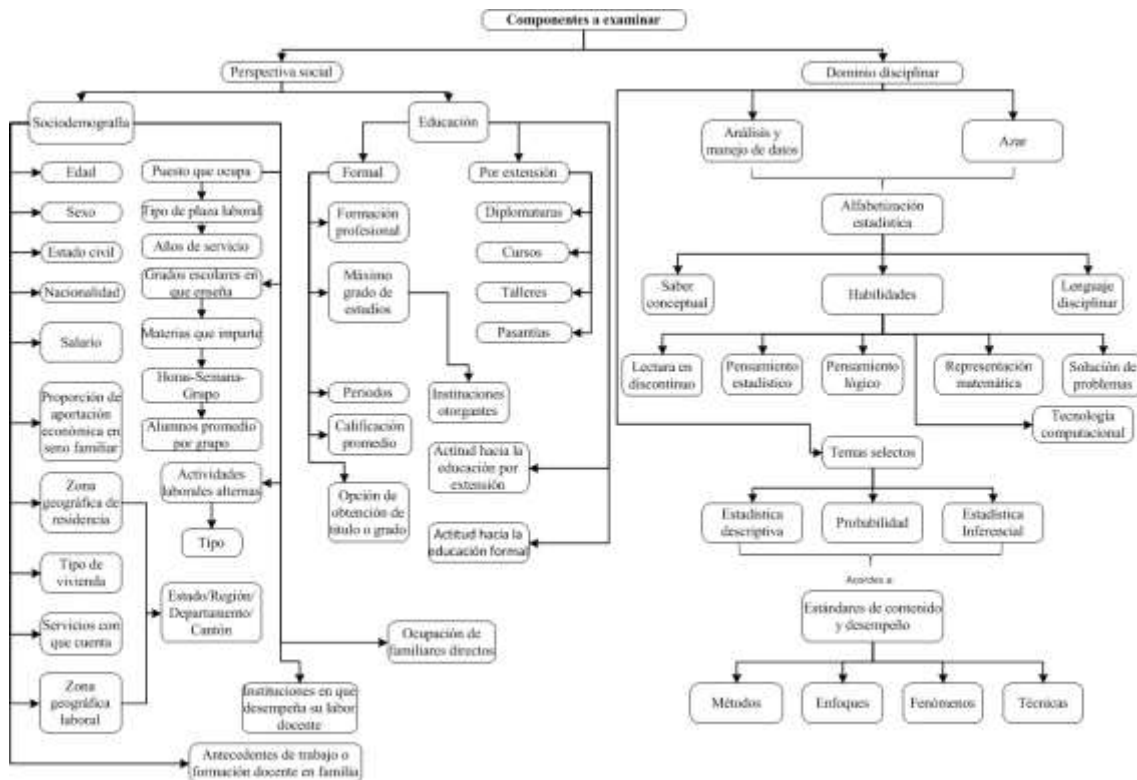 Componentes a examinar
Perspectiva social
Dominio disciplinar
Sociodemografía
Educación
Análisis y
manejo de datos
Azar
Edad
Puesto que ocupa
Formal
Por extensión
Sexo
Tipo de plaza laboral
Formación
profesional
Diplomaturas
Alfabetización
estadística
Estado civil
Años de servicio
Cursos
Nacionalidad
Grados escolares
en que enseña
Máximo
grado de
estudios
Talleres
Saber
conceptual
Habilidades
Lenguaje
disciplinar
Salario
Materias que imparte
Pasantías
Lectura en
discontinuo
Pensamiento
estadístico
Pensamiento
lógico
Representación
matemática
Solución de
problemas
Proporción de
aportación
económica en
seno familiar
Horas-Semana-
Grupo
Periodos
Instituciones
otorgantes
Alumnos promedio
por grupo
Calificación
promedio
Tecnología
computacional
Zona
geográfica de
residencia
Actividades
laborales alternas
Actitud hacia la
educación por
extensión
Temas selectos
Tipo
Opción de
obtención de
título o grado
Actitud hacia la
educación formal
Estadística
descriptiva
Probabilidad
Estadística
Inferencial
Tipo de
vivienda
Acordes a:
Estado/Región/
Departamento/
Cantón
Estándares de contenido
y desempeño
Servicios con
que cuenta
Ocupación de
familiares directos
Zona
geográfica
laboral
Instituciones en que
desempeña su labor
docente
Métodos
Enfoques
Fenómenos
Técnicas
Antecedentes de trabajo o
formación docente en familia